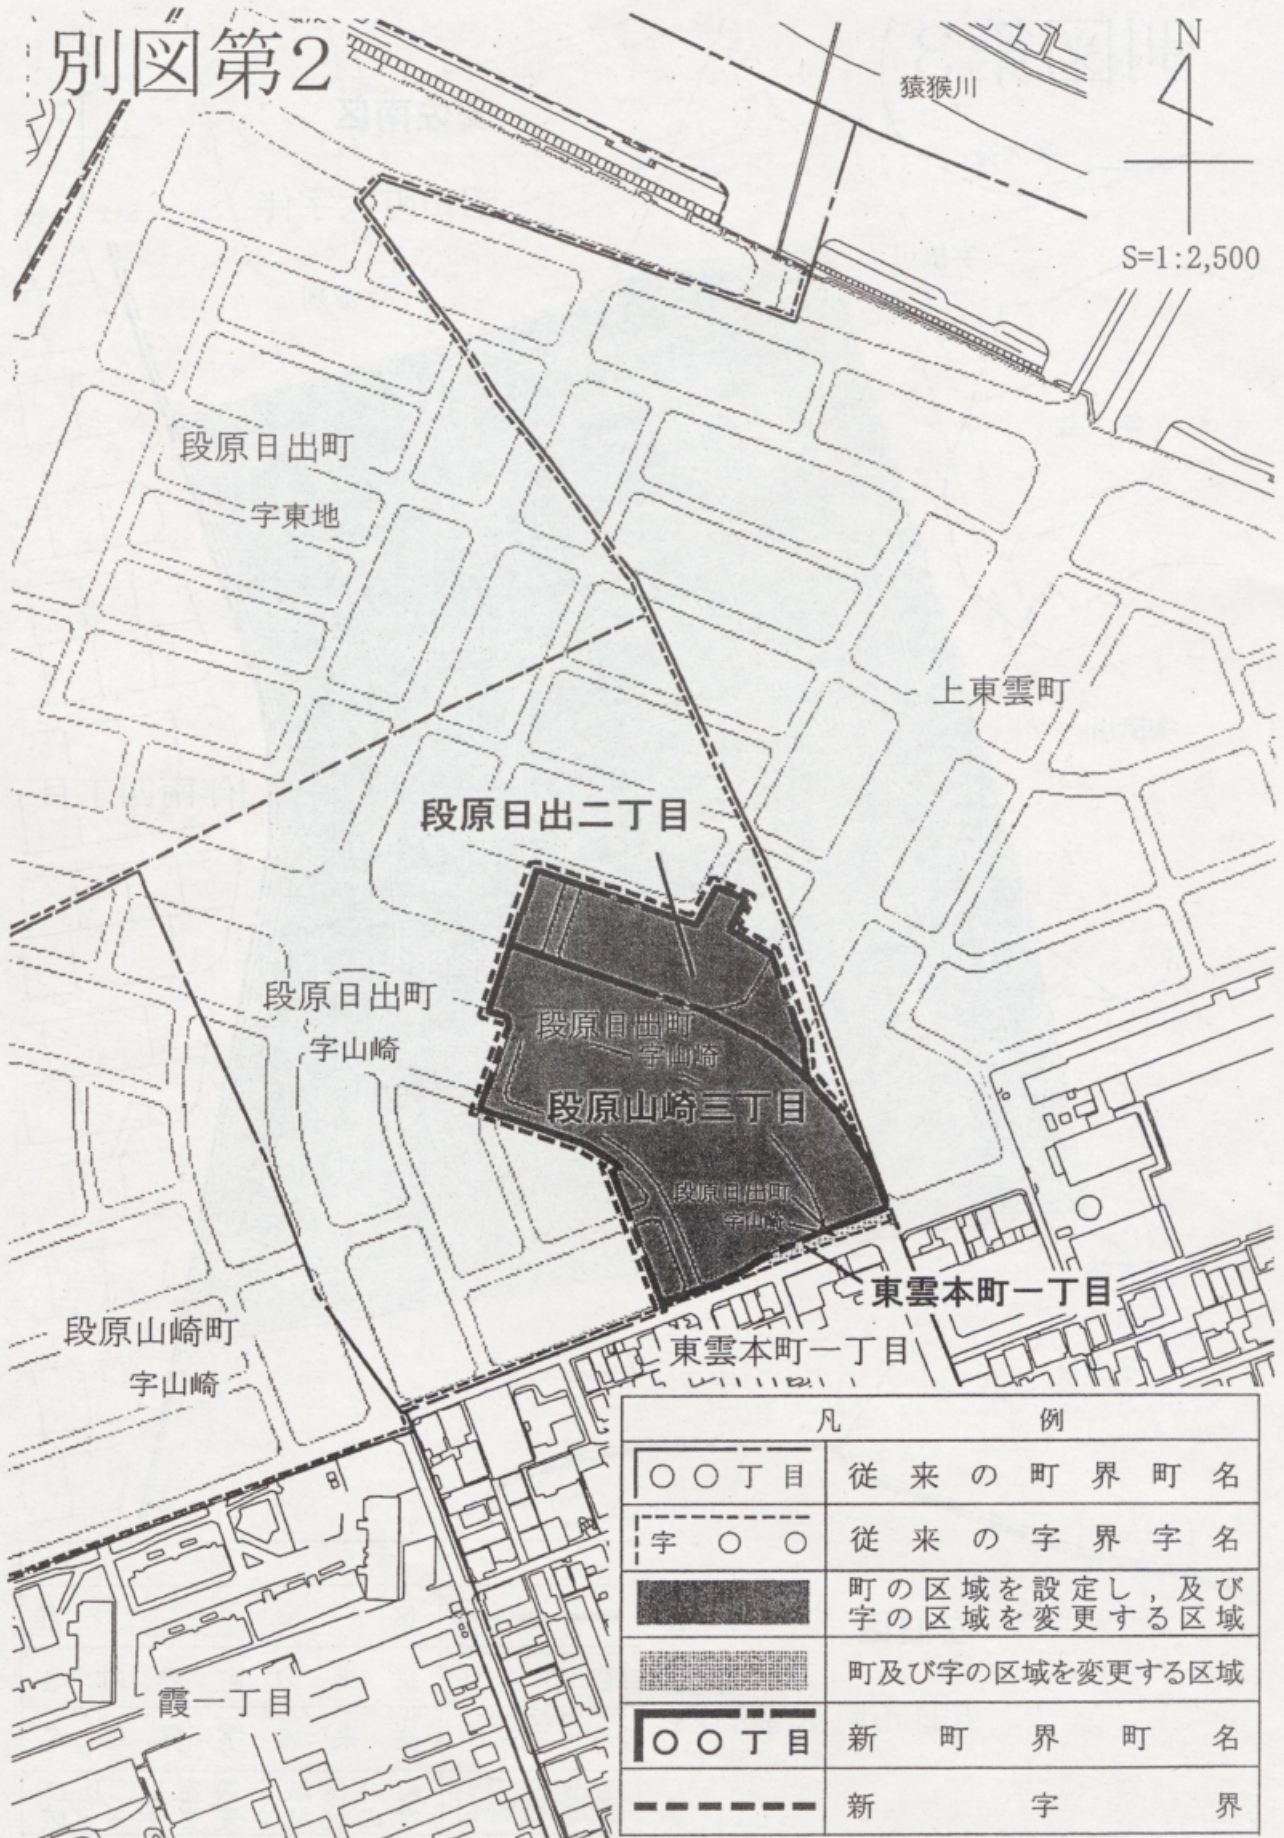 別図第2
猿猴川
N
S=1:2,500
段原日出町
字東地
上東雲町
段原日出二丁目
段原日出町
字山崎
段原日出町
字山崎
段原山崎三丁目
段原日出町
字山崎
東雲本町一丁目
東雲本町一丁目
段原山崎町
字山崎
霞一丁目
凡例
○○丁目 従来の町界町名
字○○ 従来の字界字名
町の区域を設定し,及び
字の区域を変更する区域
町及び字の区域を変更する区域
○○丁目 新町界町名
新字界